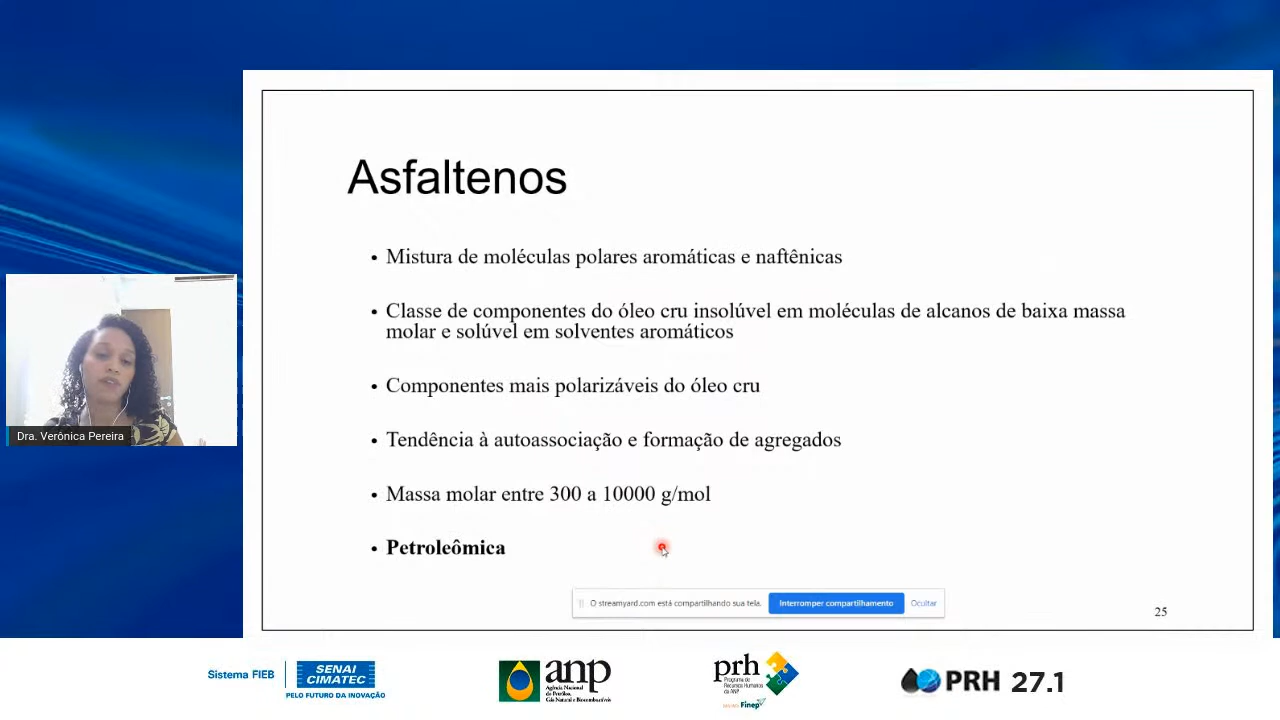 Asfaltenos
• Mistura de moléculas polares aromáticas e naftênicas
• Classe de componentes do óleo cru insolúvel em moléculas de alcanos de baixa massa
molar e solúvel em solventes aromáticos
• Componentes mais polarizáveis do óleo cru
• Tendência à autoassociação e formação de agregados
• Massa molar entre 300 a 10000 g/mol
• Petroleômica
O streamyard.com está compartilhando sua tela.
Interromper compartilhamento
Ocultar
25
Dra. Verônica Pereira
Sistema FIEB
SENAI
CIMATEC
PELO FUTURO DA INOVAÇÃO
anp
Agência Nacional
do Petróleo,
Gás Natural e Biocombustíveis
prh
Programa de
Recursos Humanos
da ANP
Finep
PRH 27.1